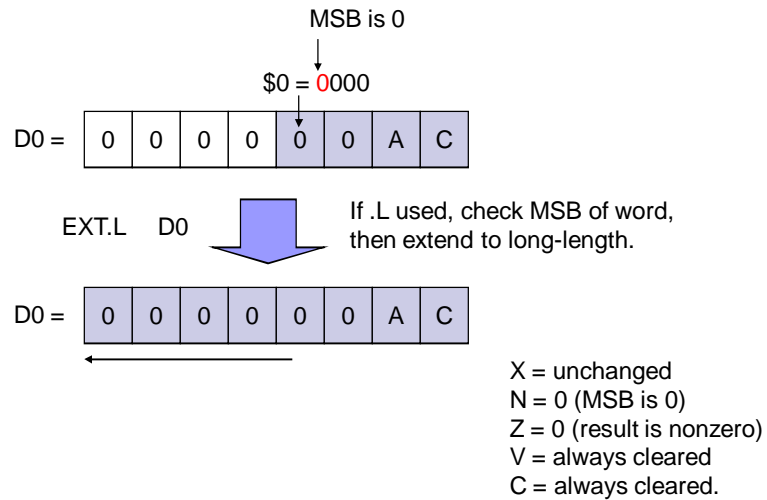 MSB is 0
$0 = 0000
D0 = 0 0 0 0 0 0 A C
EXT.L D0
If .L used, check MSB of word,
then extend to long-length.
D0 = 0 0 0 0 0 0 A C
X = unchanged
N = 0 (MSB is 0)
Z = 0 (result is nonzero)
V = always cleared
C = always cleared.